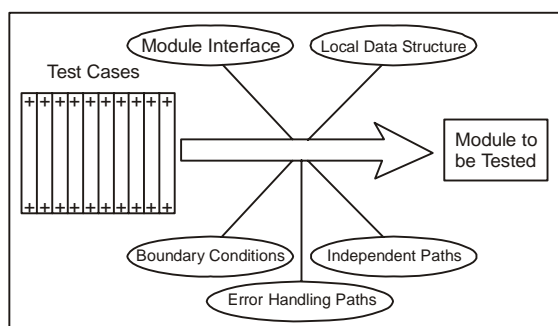 Module Interface
Local Data Structure
Test Cases
+ + + + + + + + + +
Module to
be Tested
+ + + + + + + + + +
Boundary Conditions
Independent Paths
Error Handling Paths